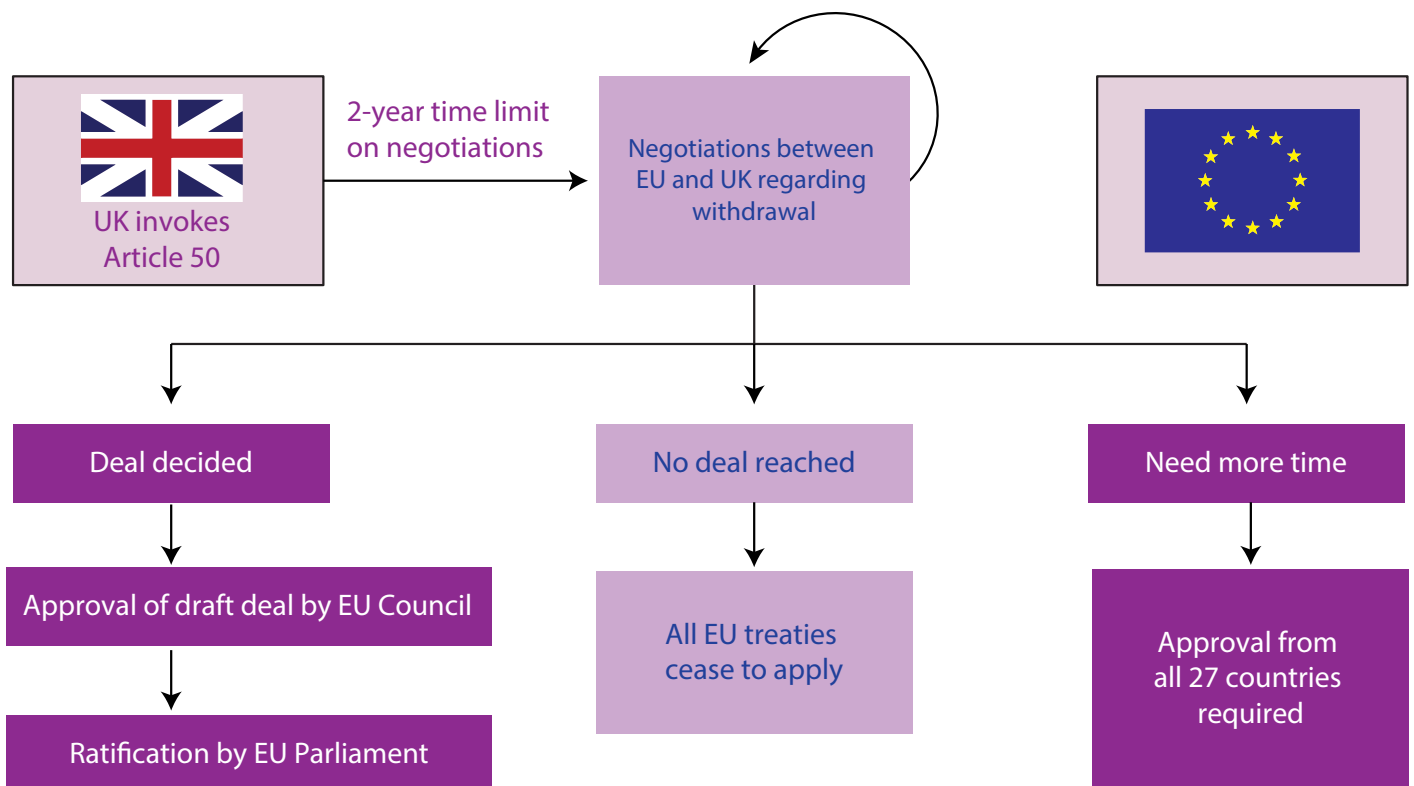 UK invokes
Article 50
2-year time limit
on negotiations
Negotiations between
EU and UK regarding
withdrawal
Deal decided
No deal reached
Need more time
Approval of draft deal by EU Council
Ratification by EU Parliament
All EU treaties
cease to apply
Approval from
all 27 countries
required